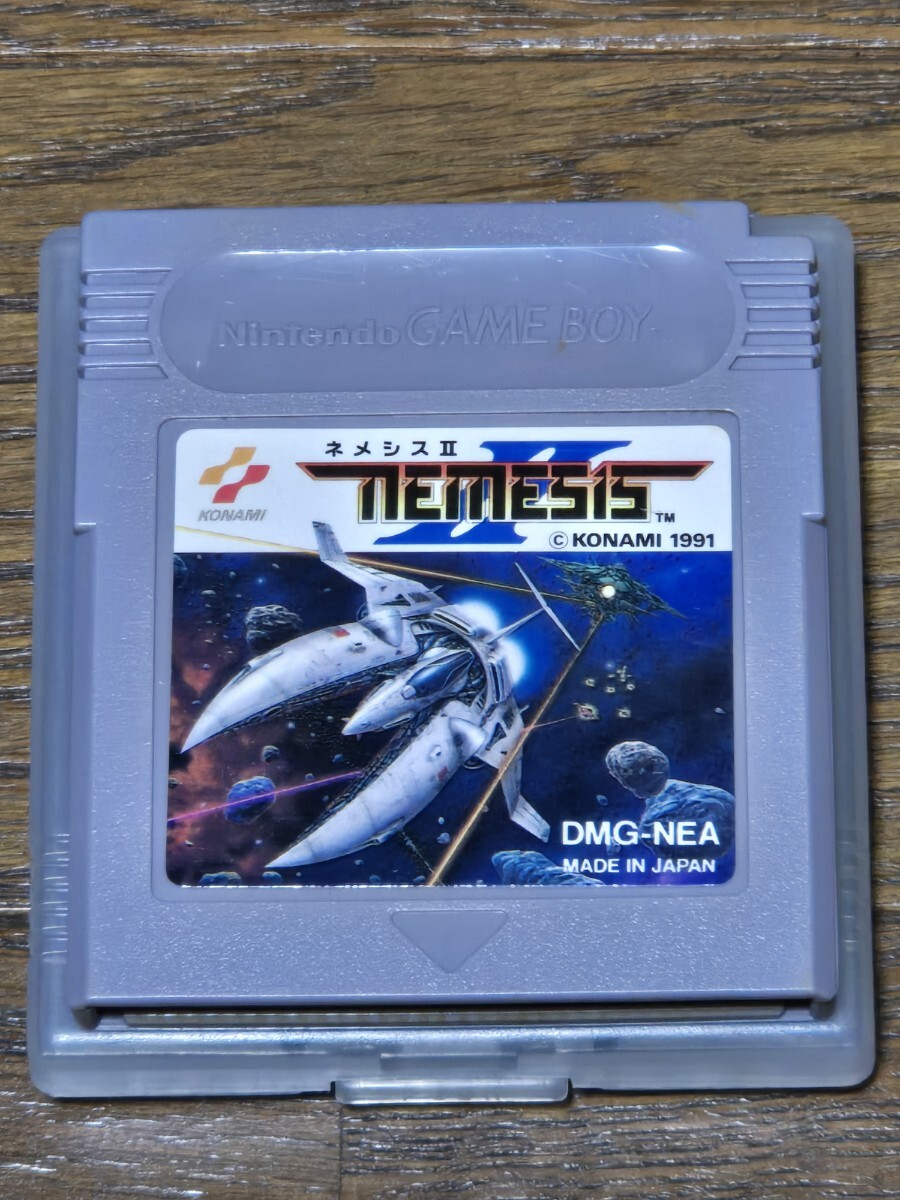 Nintendo GAME BOY
KONAMI
ネメシスⅡ
NEMESIS II ™
© KONAMI 1991
DMG-NEA
MADE IN JAPAN